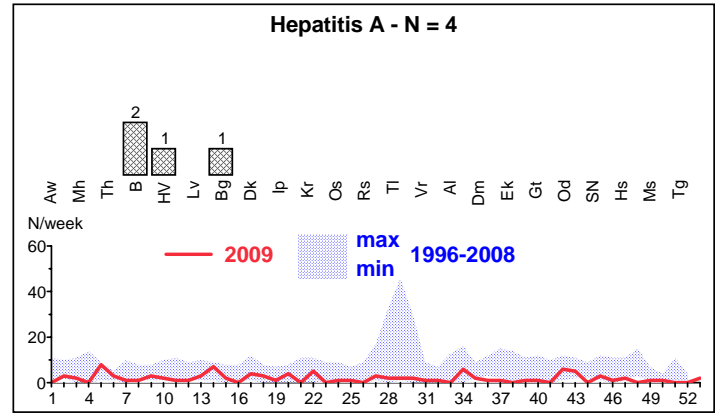 Hepatitis A - N = 4
2
1
1
Aw Mh Th B HV Lv Bg Dk Ip Kr Os Rs Tl Vr Al Dm Ek Gt Od SN Hs Ms Tg
N/week
60
2009
max
min
1996-2008
40
20
0
1 4 7 10 13 16 19 22 25 28 31 34 37 40 43 46 49 52